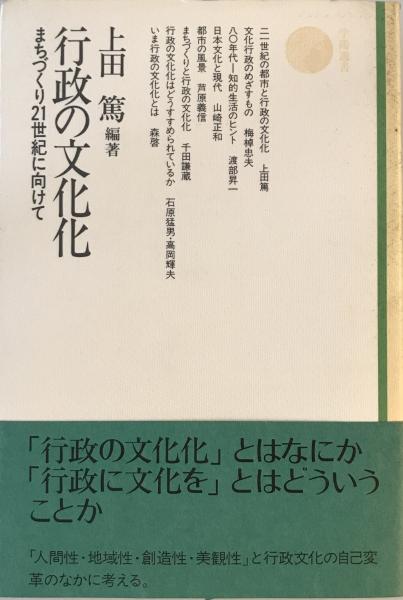 学陽選書
二一世紀の都市と行政の文化化 上田篤
文化行政のめざすもの 梅棹忠夫
八〇年代―知的生活のヒント 渡部昇一
日本文化と現代 山崎正和
都市の風景 芦原義信
まちづくりと行政の文化化 千田謙蔵
行政の文化化はどうすすめられているか 石原猛男・高岡輝夫
いま行政の文化化とは 森啓
上田 篤 編著
行政の文化化
まちづくり21世紀に向けて
「行政の文化化」とはなにか
「行政に文化を」とはどういう
ことか
「人間性・地域性・創造性・美観性」と行政文化の自己変
革のなかに考える。